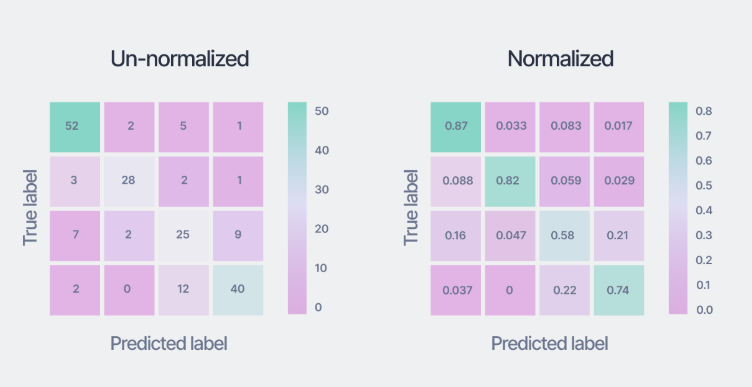 Un-normalized
52 2 5 1
3 28 2 1
7 2 25 9
2 0 12 40
50
40
30
20
10
0
True label
Predicted label
Normalized
0.87 0.033 0.083 0.017
0.088 0.82 0.059 0.029
0.16 0.047 0.58 0.21
0.037 0 0.22 0.74
0.8
0.7
0.6
0.5
0.4
0.3
0.2
0.1
0.0
True label
Predicted label